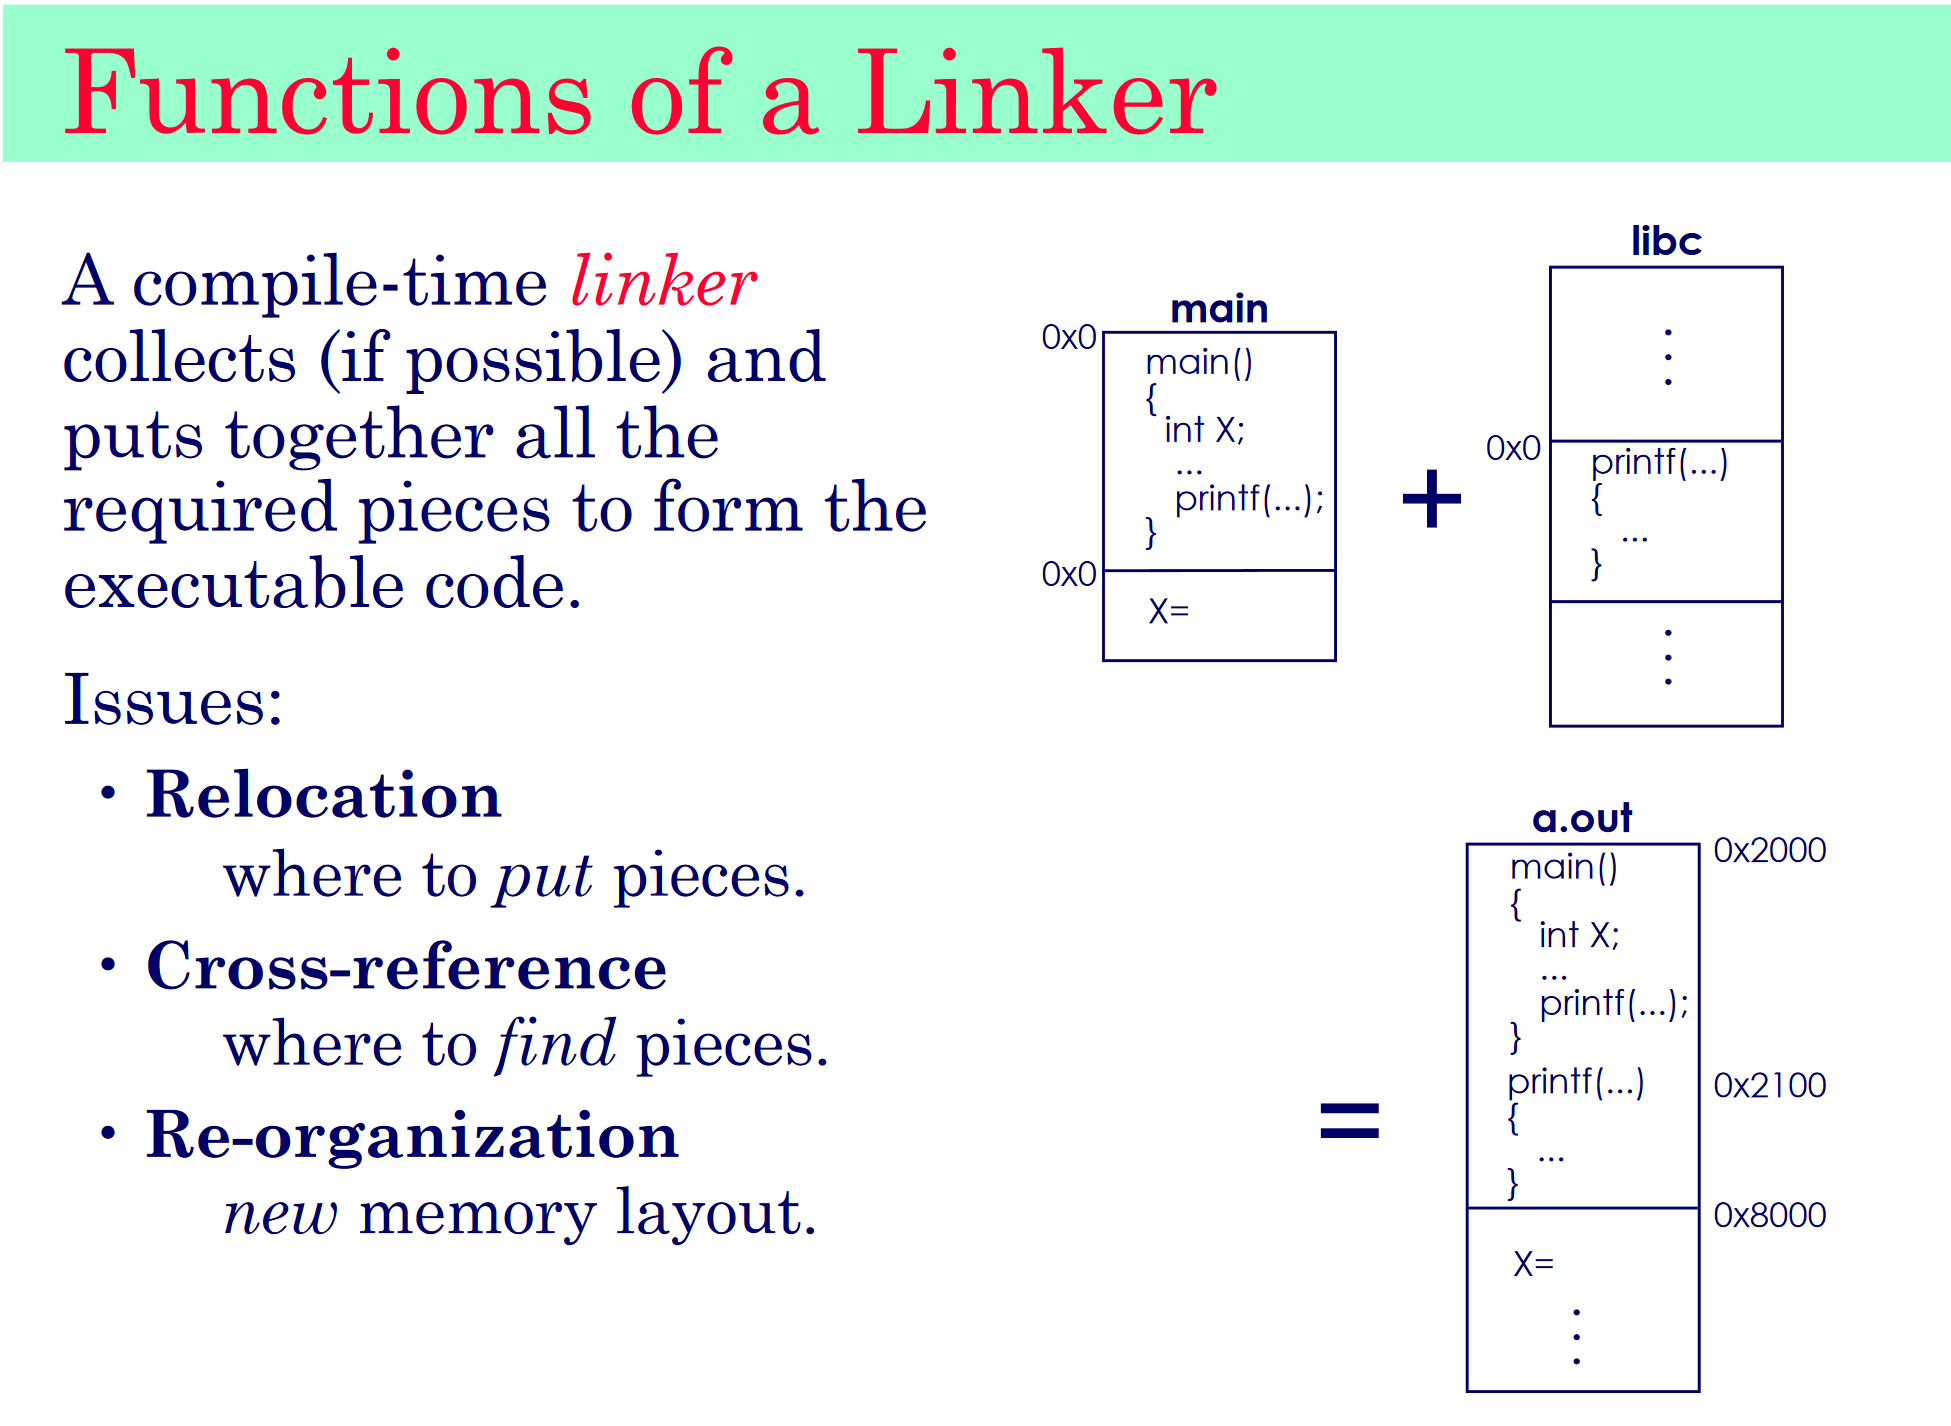 Functions of a Linker
A compile-time linker
collects (if possible) and
puts together all the
required pieces to form the
executable code.
Issues:
• Relocation
where to put pieces.
• Cross-reference
where to find pieces.
• Re-organization
new memory layout.
main
0x0
main()
{
int X;
...
printf(...);
}
0x0
X=
+
libc
.
.
.
0x0
printf(...)
{
...
}
.
.
.
=
a.out
0x2000
main()
{
int X;
...
printf(...);
}
printf(...)
0x2100
{
...
}
0x8000
X=
.
.
.